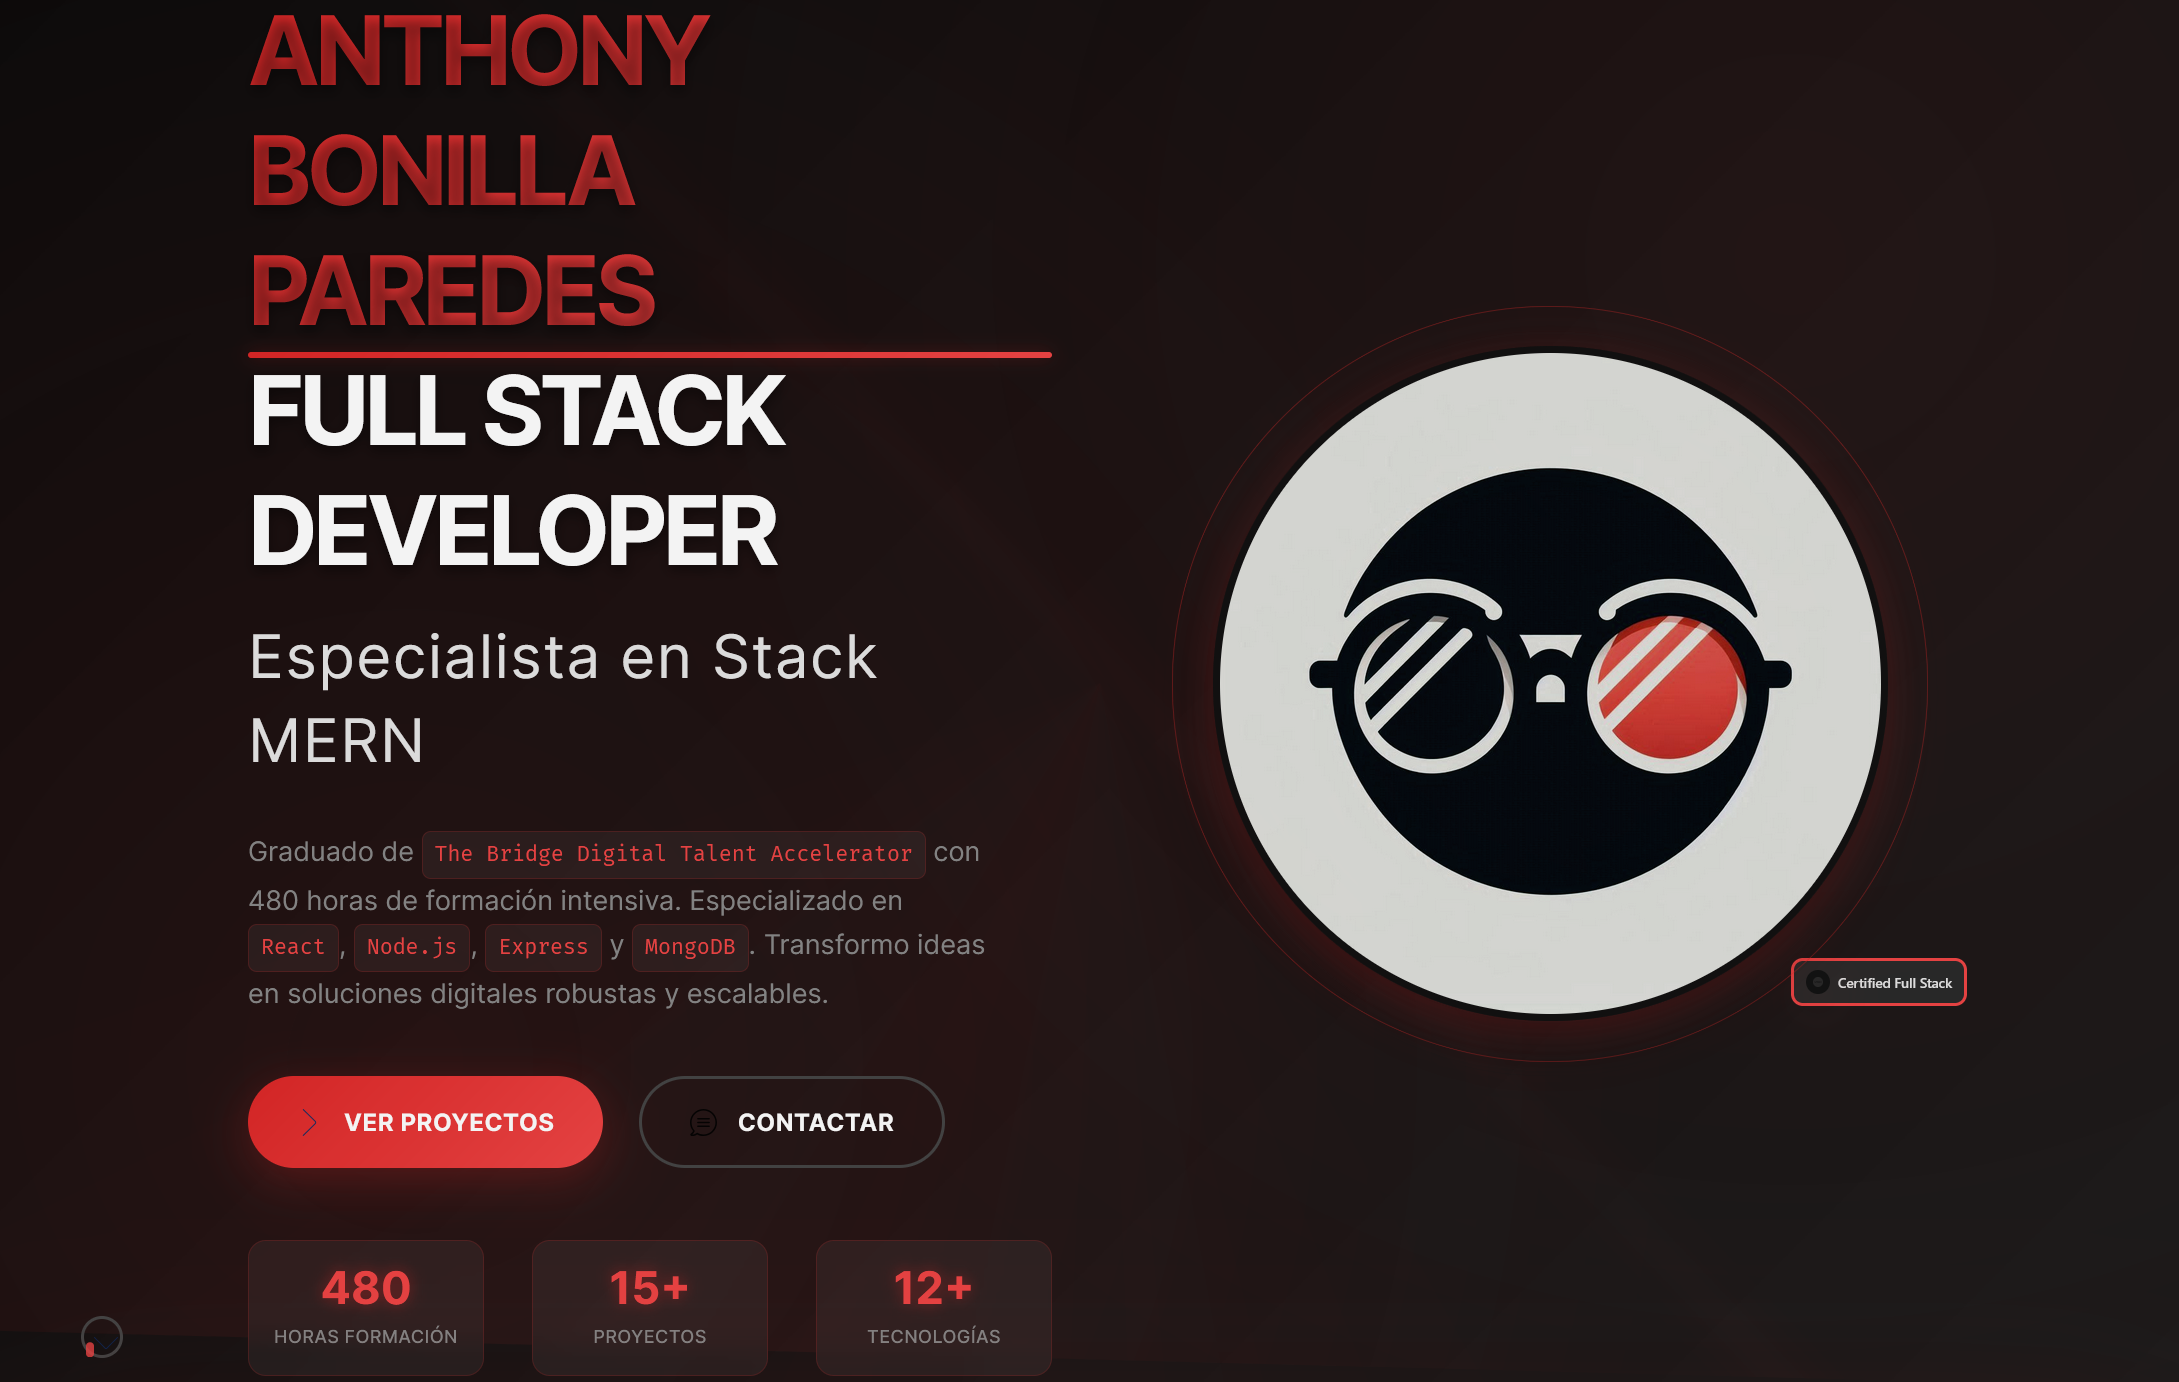 ANTHONY
BONILLA
PAREDES
FULL STACK
DEVELOPER
Especialista en Stack
MERN
Graduado de The Bridge Digital Talent Accelerator con
480 horas de formación intensiva. Especializado en
React, Node.js, Express y MongoDB. Transformo ideas
en soluciones digitales robustas y escalables.
VER PROYECTOS
CONTACTAR
480
HORAS FORMACIÓN
15+
PROYECTOS
12+
TECNOLOGÍAS
Certified Full Stack